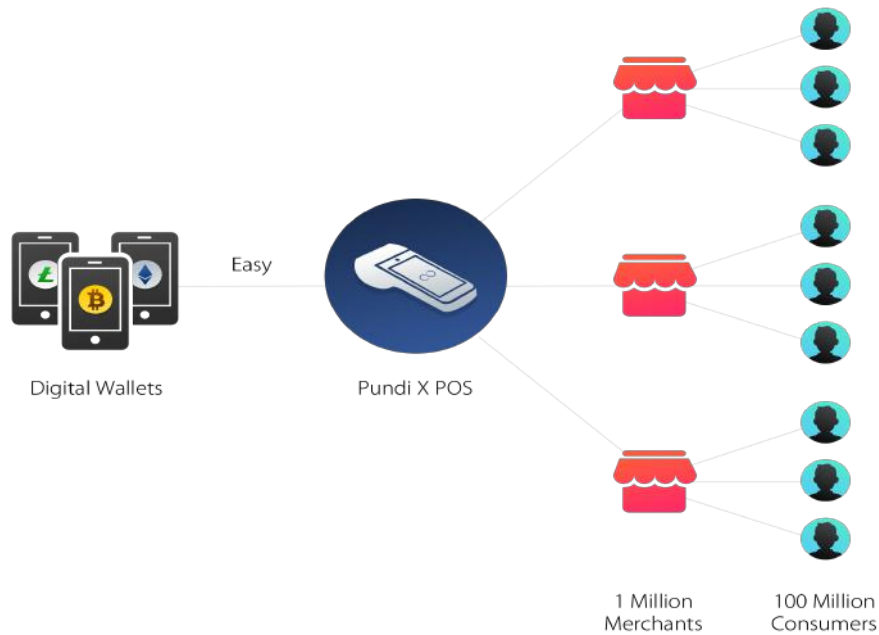 Easy
Digital Wallets
Pundi X POS
1 Million
Merchants
100 Million
Consumers